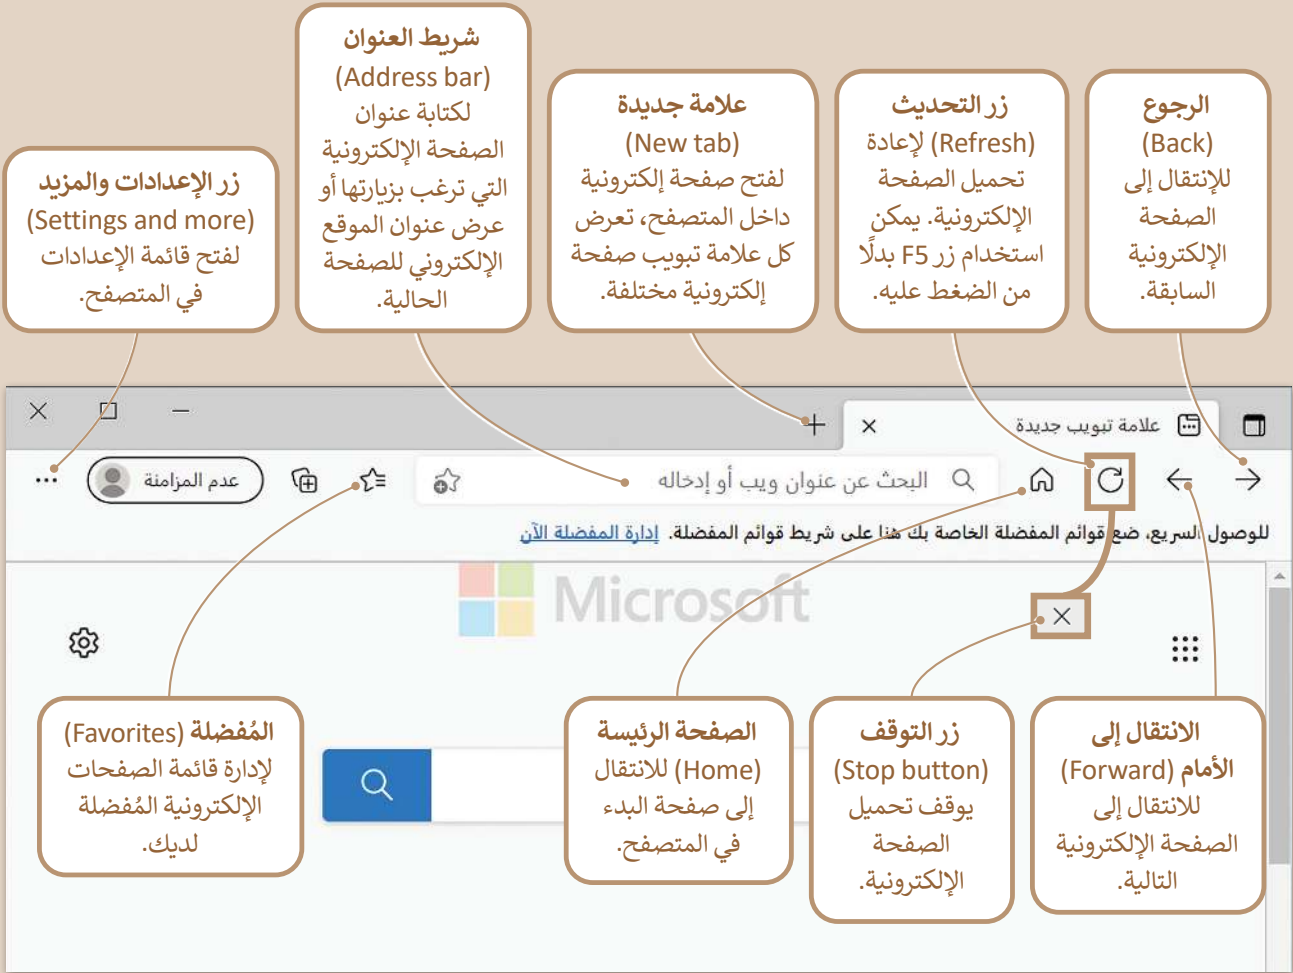 شريط العنوان
(Address bar)
لكتابة عنوان
الصفحة الإلكترونية
التي ترغب بزيارتها أو
عرض عنوان الموقع
الإلكتروني للصفحة
الحالية.
الرجوع
(Back)
للإنتقال إلى
الصفحة
الإلكترونية
السابقة.
زر التحديث
(Refresh) لإعادة
تحميل الصفحة
الإلكترونية. يمكن
استخدام زر F5 بدلًا
من الضغط عليه.
علامة جديدة
(New tab)
لفتح صفحة إلكترونية
داخل المتصفح، تعرض
كل علامة تبويب صفحة
إلكترونية مختلفة.
زر الإعدادات والمزيد
(Settings and more)
لفتح قائمة الإعدادات
في المتصفح.
علامة تبويب جديدة
البحث عن عنوان ويب أو إدخاله
عدم المزامنة
للوصول السريع، ضع قوائم المفضلة الخاصة بك هنا على شريط قوائم المفضلة. إدارة المفضلة الآن
Microsoft
الانتقال إلى
الأمام (Forward)
للانتقال إلى
الصفحة الإلكترونية
التالية.
زر التوقف
(Stop button)
يوقف تحميل
الصفحة
الإلكترونية.
الصفحة الرئيسة
(Home) للانتقال
إلى صفحة البدء
في المتصفح.
المُفضلة (Favorites)
لإدارة قائمة الصفحات
الإلكترونية المُفضلة
لديك.